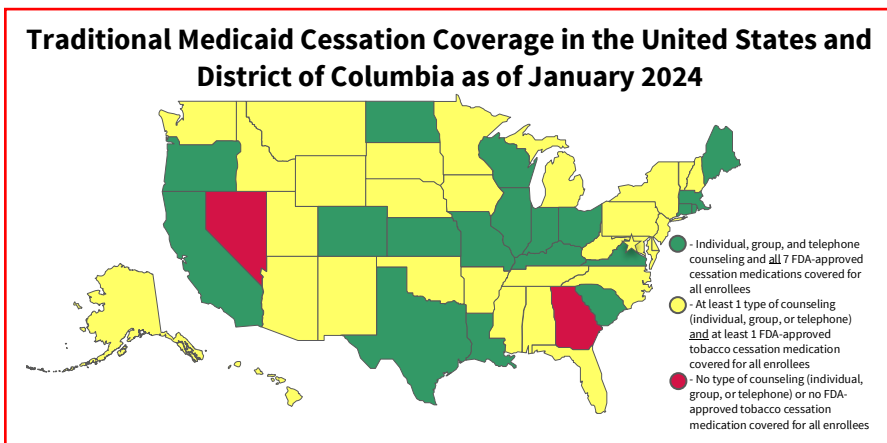 Traditional Medicaid Cessation Coverage in the United States and
District of Columbia as of January 2024
- Individual, group, and telephone
counseling and all 7 FDA-approved
cessation medications covered for
all enrollees
- At least 1 type of counseling
(individual, group, or telephone)
and at least 1 FDA-approved
tobacco cessation medication
covered for all enrollees
- No type of counseling (individual,
group, or telephone) or no FDA-
approved tobacco cessation
medication covered for all enrollees